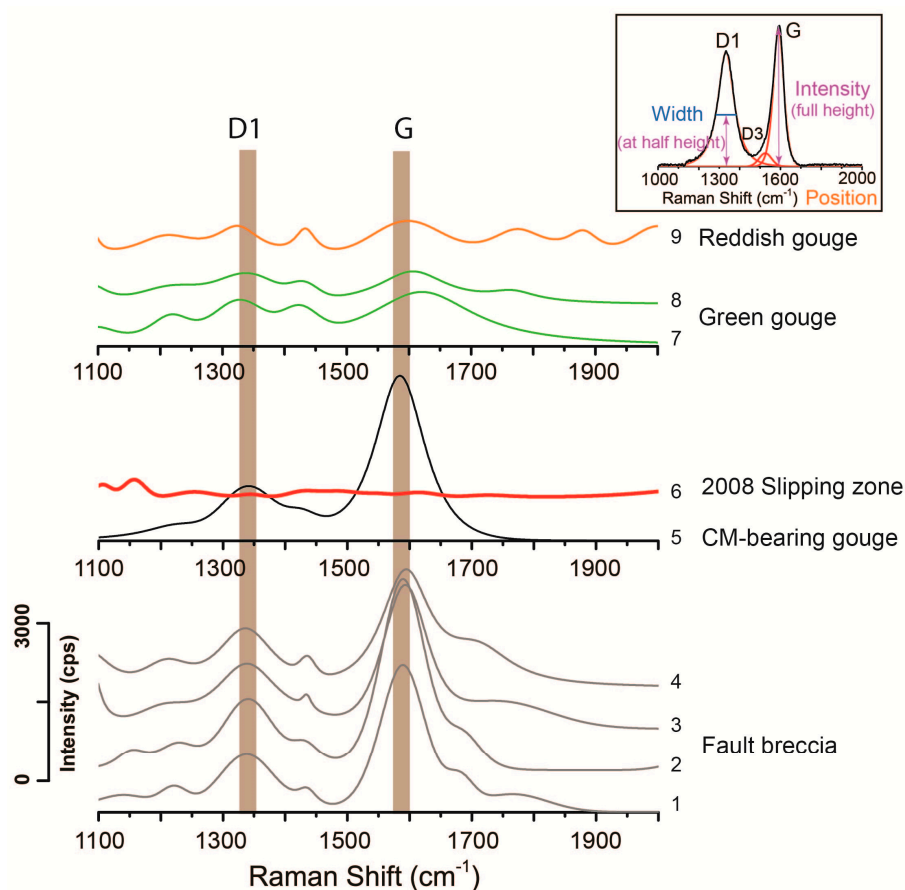 D1
G
Intensity
(full height)
Width
(at half height)
D3
1000
1300
1600
2000
Raman Shift (cm-1)
Position
D1
G
9
Reddish gouge
8
7
Green gouge
1100
1300
1500
1700
1900
6
2008 Slipping zone
5
CM-bearing gouge
1100
1300
1500
1700
1900
3000
0
Intensity (cps)
4
3
2
1
Fault breccia
1100
1300
1500
1700
1900
Raman Shift (cm-1)